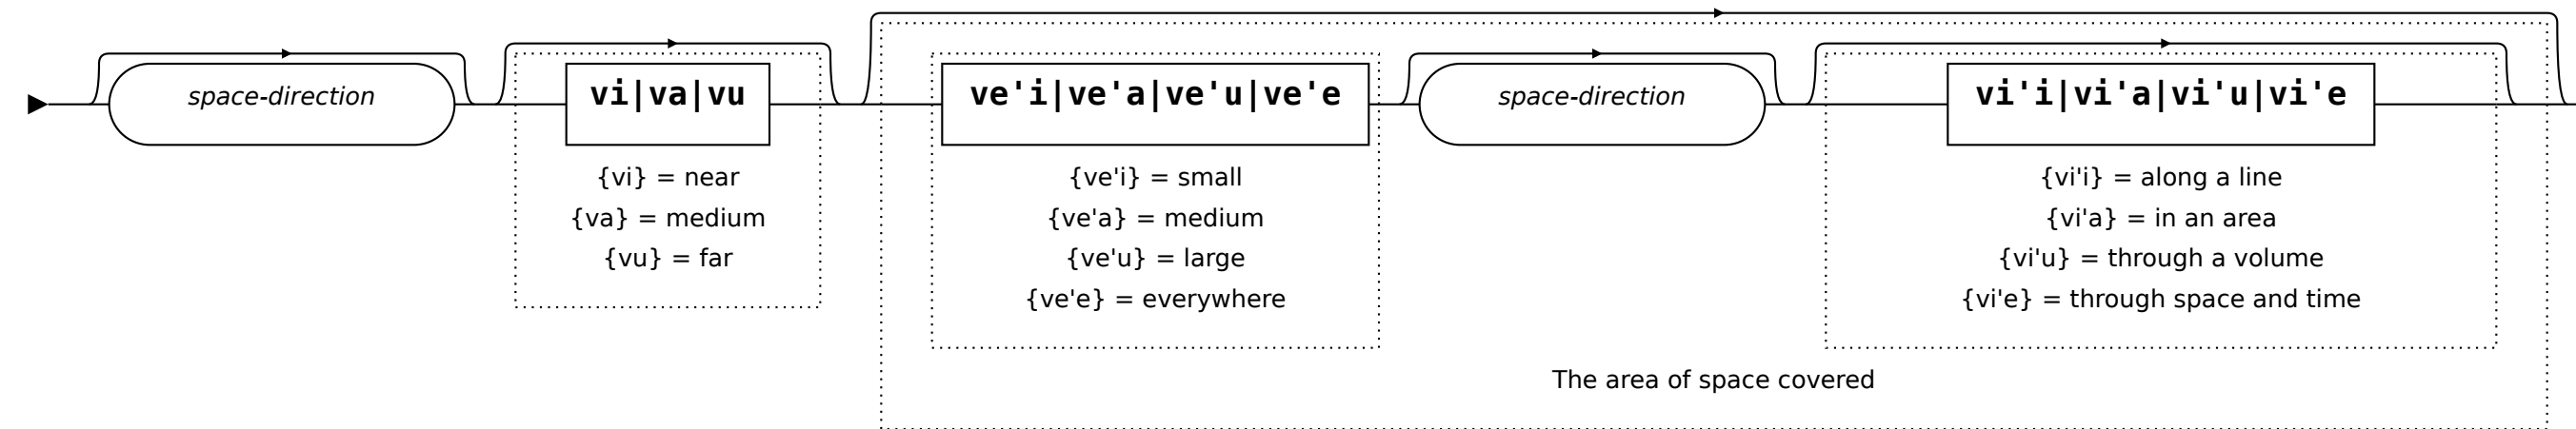 space-direction
vi|va|vu
{vi} = near
{va} = medium
{vu} = far
ve'i|ve'a|ve'u|ve'e
{ve'i} = small
{ve'a} = medium
{ve'u} = large
{ve'e} = everywhere
space-direction
vi'i|vi'a|vi'u|vi'e
{vi'i} = along a line
{vi'a} = in an area
{vi'u} = through a volume
{vi'e} = through space and time
The area of space covered